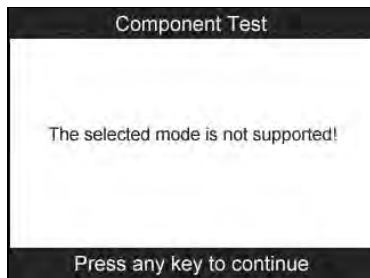 Component Test
The selected mode is not supported!
Press any key to continue